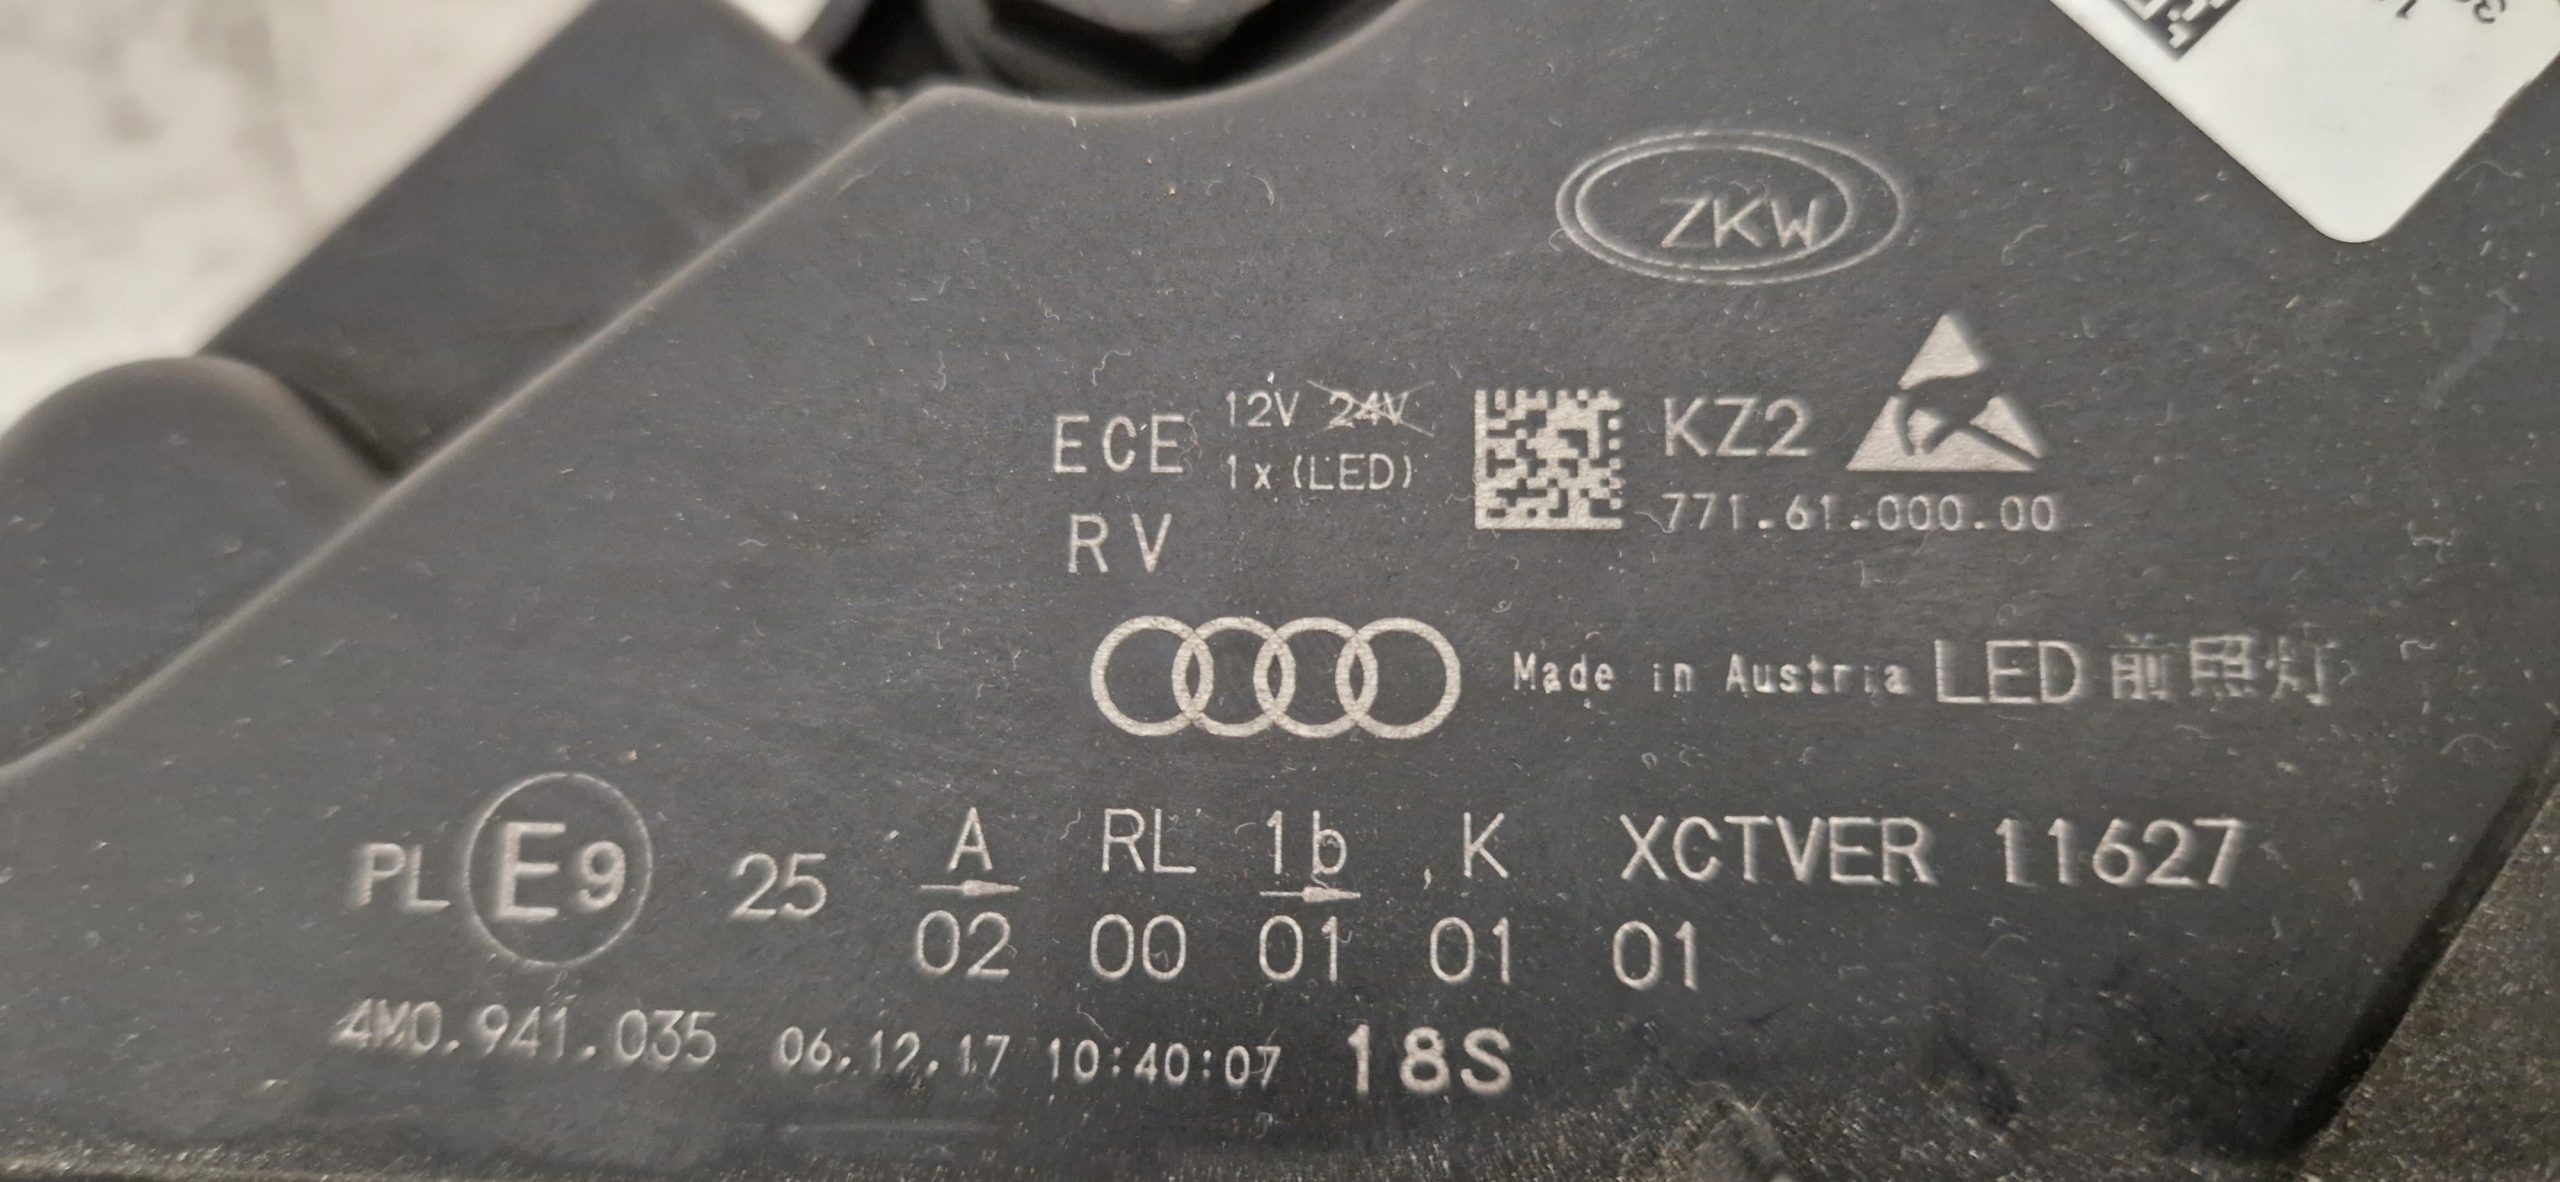 ZKW
ECE 12V 24V KZ2
1x (LED)
771.61.000.00
RV
Made in Austria LED 前照灯
PL E9 25 A RL 1b , K XCTVER 11627
02 00 01 01 01
4M0.941.035 06.12.17 10:40:07 18S